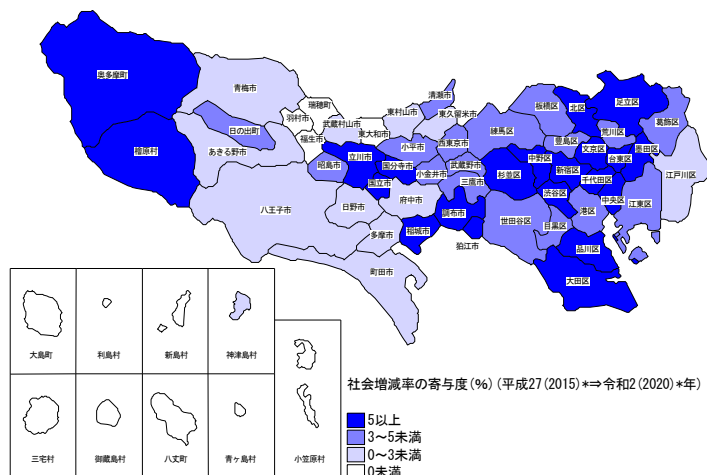 奥多摩町
檜原村
青梅市
日の出町
あきる野市
瑞穂町
羽村市
福生市
武蔵村山市
東大和市
東村山市
清瀬市
東久留米市
昭島市
立川市
国立市
国分寺市
小平市
小金井市
西東京市
武蔵野市
三鷹市
八王子市
日野市
府中市
調布市
稲城市
多摩市
町田市
狛江市
練馬区
板橋区
北区
足立区
葛飾区
荒川区
豊島区
文京区
台東区
墨田区
江戸川区
杉並区
中野区
新宿区
千代田区
渋谷区
中央区
江東区
港区
世田谷区
目黒区
品川区
大田区
大島町
利島村
新島村
神津島村
三宅村
御蔵島村
八丈町
青ヶ島村
小笠原村
社会増減率の寄与度(%)(平成27(2015)*⇒令和2(2020)*年)
5以上
3~5未満
0~3未満
0未満